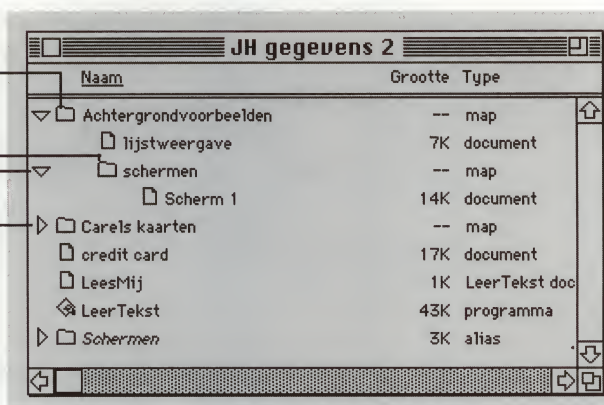 JH gegevens 2
Naam Grootte Type
Achtergrondvoorbeelden -- map
lijstweergave 7K document
schermen -- map
Scherm 1 14K document
Carels kaarten -- map
credit card 17K document
LeesMij 1K LeerTekst doc
LeerTekst 43K programma
Schermen 3K alias